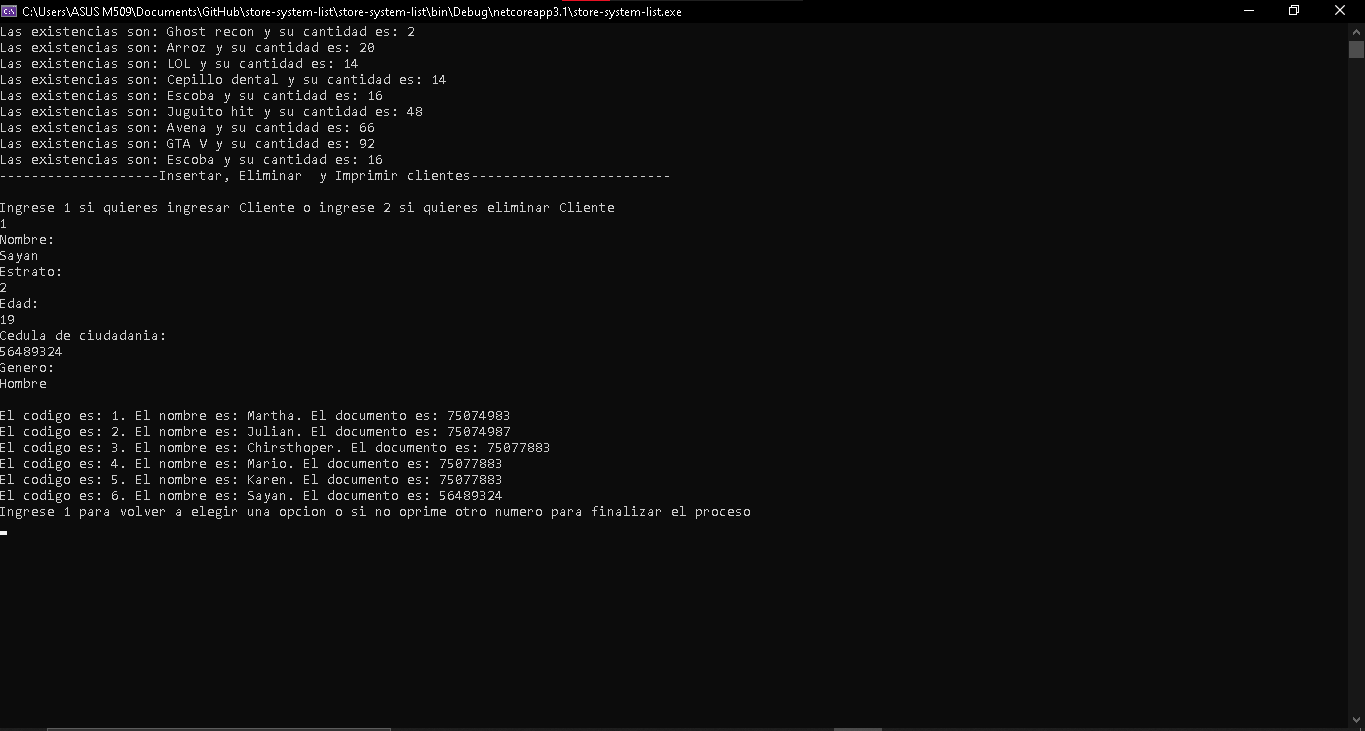 C:\Users\ASUS M509\Documents\GitHub\store-system-list\store-system-list\bin\Debug\netcoreapp3.1\store-system-list.exe
Las existencias son: Ghost recon y su cantidad es: 2
Las existencias son: Arroz y su cantidad es: 20
Las existencias son: LOL y su cantidad es: 14
Las existencias son: Cepillo dental y su cantidad es: 14
Las existencias son: Escoba y su cantidad es: 16
Las existencias son: Juguito hit y su cantidad es: 48
Las existencias son: Avena y su cantidad es: 66
Las existencias son: GTA V y su cantidad es: 92
Las existencias son: Escoba y su cantidad es: 16
--------------------Insertar, Eliminar  y Imprimir clientes-------------------------
Ingrese 1 si quieres ingresar Cliente o ingrese 2 si quieres eliminar Cliente
1
Nombre:
Sayan
Estrato:
2
Edad:
19
Cedula de ciudadania:
56489324
Genero:
Hombre
El codigo es: 1. El nombre es: Martha. El documento es: 75074983
El codigo es: 2. El nombre es: Julian. El documento es: 75074987
El codigo es: 3. El nombre es: Chirsthoper. El documento es: 75077883
El codigo es: 4. El nombre es: Mario. El documento es: 75077883
El codigo es: 5. El nombre es: Karen. El documento es: 75077883
El codigo es: 6. El nombre es: Sayan. El documento es: 56489324
Ingrese 1 para volver a elegir una opcion o si no oprime otro numero para finalizar el proceso